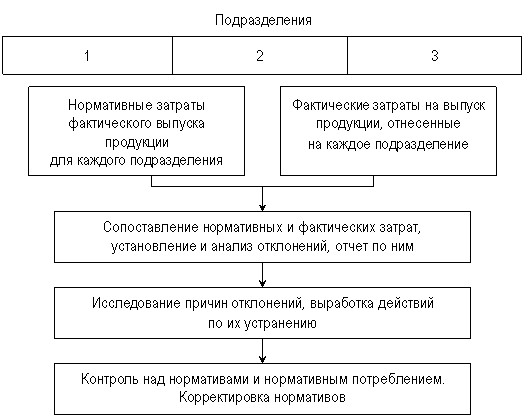 Подразделения
1
2
3
Нормативные затраты
фактического выпуска
продукции
для каждого подразделения
Фактические затраты на выпуск
продукции, отнесенные
на каждое подразделение
Сопоставление нормативных и фактических затрат,
установление и анализ отклонений, отчет по ним
Исследование причин отклонений, выработка действий
по их устранению
Контроль над нормативами и нормативным потреблением.
Корректировка нормативов